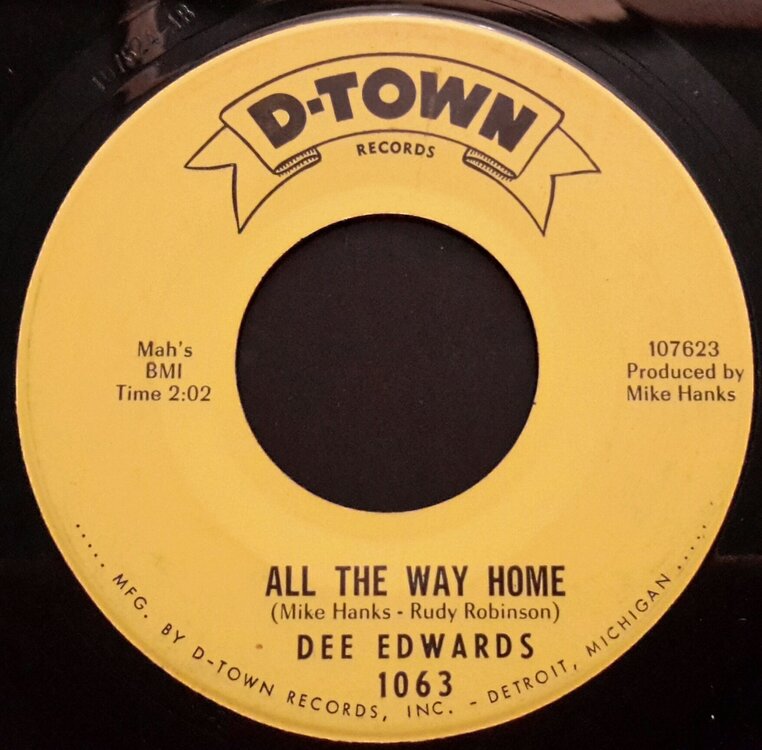 D-TOWN
RECORDS
Mah's
BMI
Time 2:02
107623
Produced by
Mike Hanks
ALL THE WAY HOME
(Mike Hanks - Rudy Robinson)
DEE EDWARDS
1063
..... MFG. BY D-TOWN RECORDS, INC. - DETROIT, MICHIGAN .....